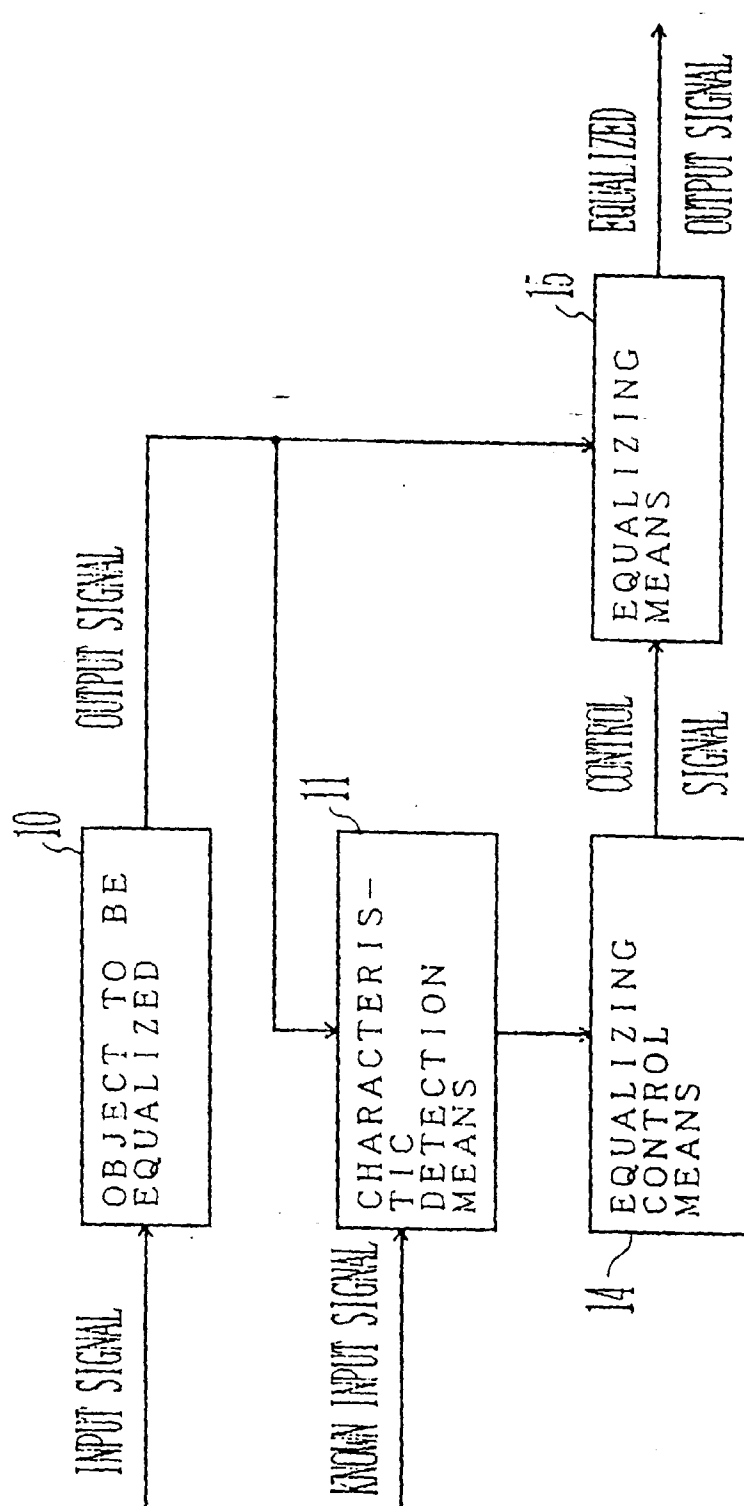 INPUT SIGNAL
10
OBJECT TO BE
EQUALIZED
OUTPUT SIGNAL
KNOWN INPUT SIGNAL
11
CHARACTERIS-
TIC
DETECTION
MEANS
14
EQUALIZING
CONTROL
MEANS
CONTROL
SIGNAL
15
EQUALIZING
MEANS
EQUALIZED
OUTPUT SIGNAL